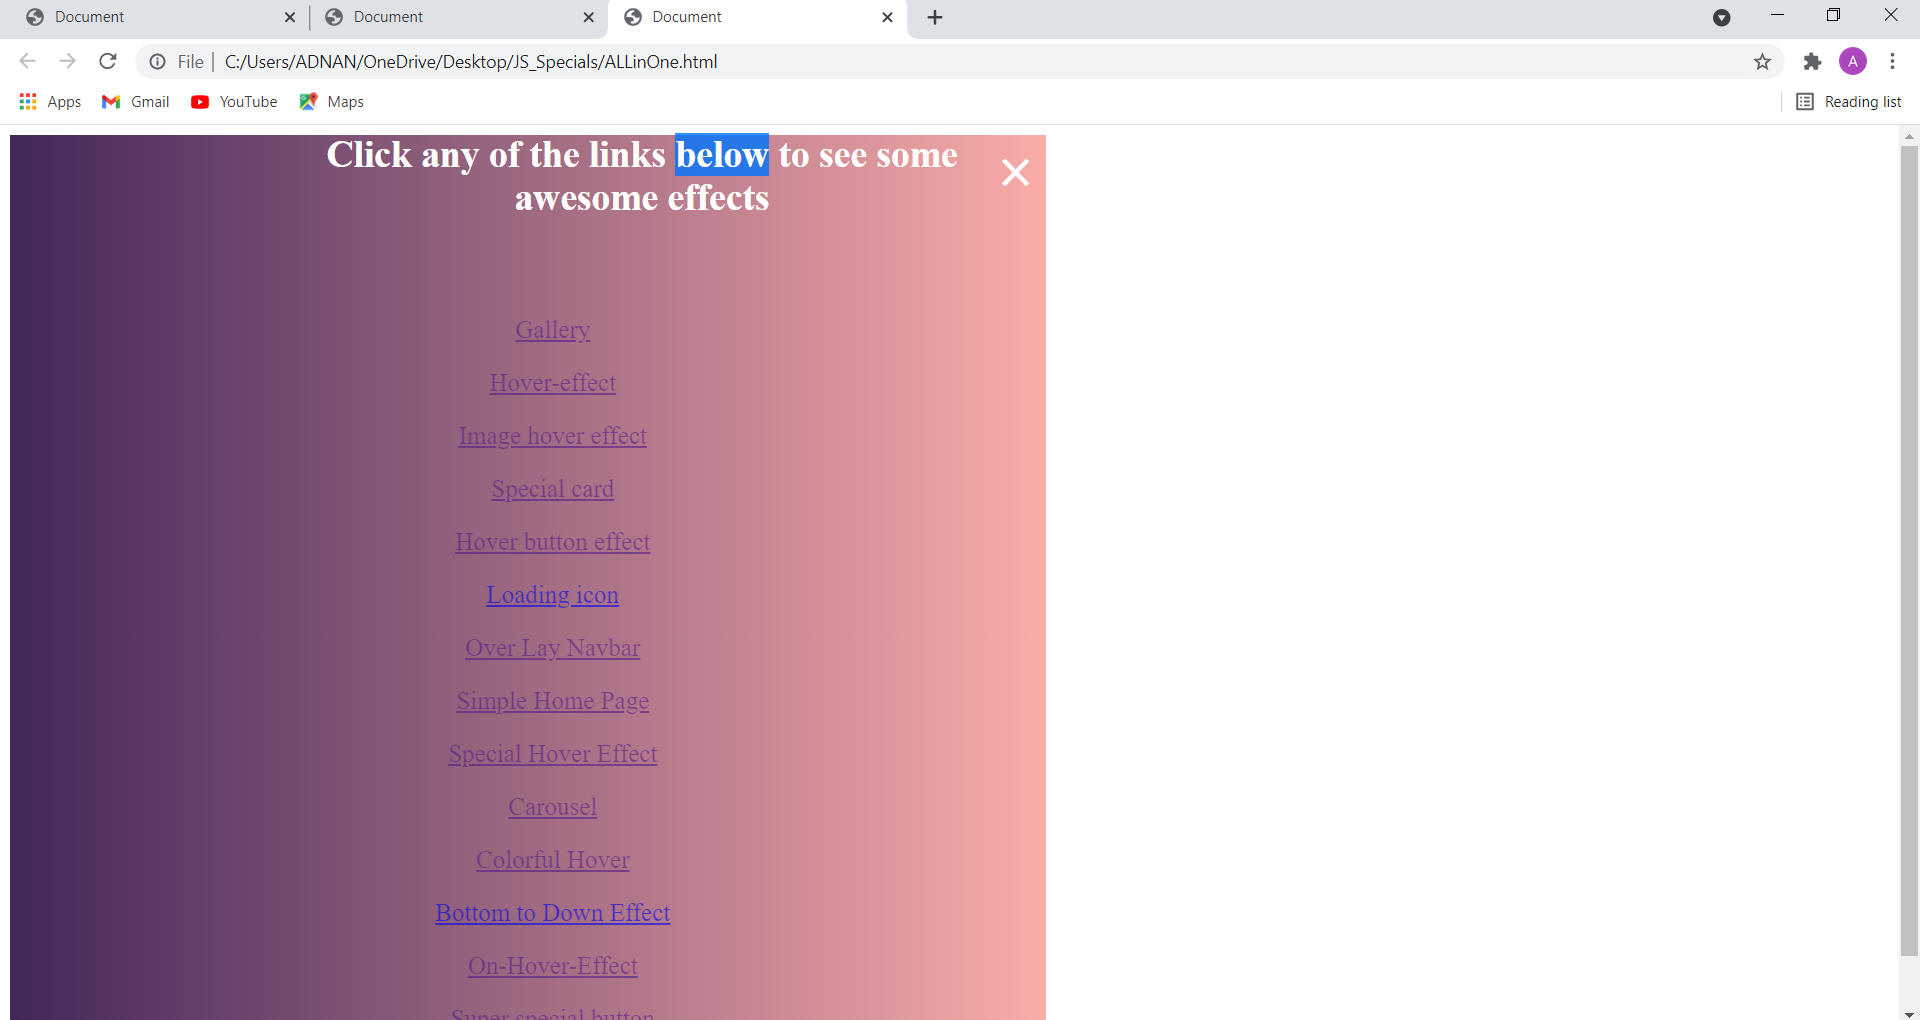 Document
Document
Document
File
C:/Users/ADNAN/OneDrive/Desktop/JS_Specials/ALLinOne.html
A
Apps
Gmail
YouTube
Maps
Reading list
Click any of the links below to see some
awesome effects
Gallery
Hover-effect
Image hover effect
Special card
Hover button effect
Loading icon
Over Lay Navbar
Simple Home Page
Special Hover Effect
Carousel
Colorful Hover
Bottom to Down Effect
On-Hover-Effect
Super special button